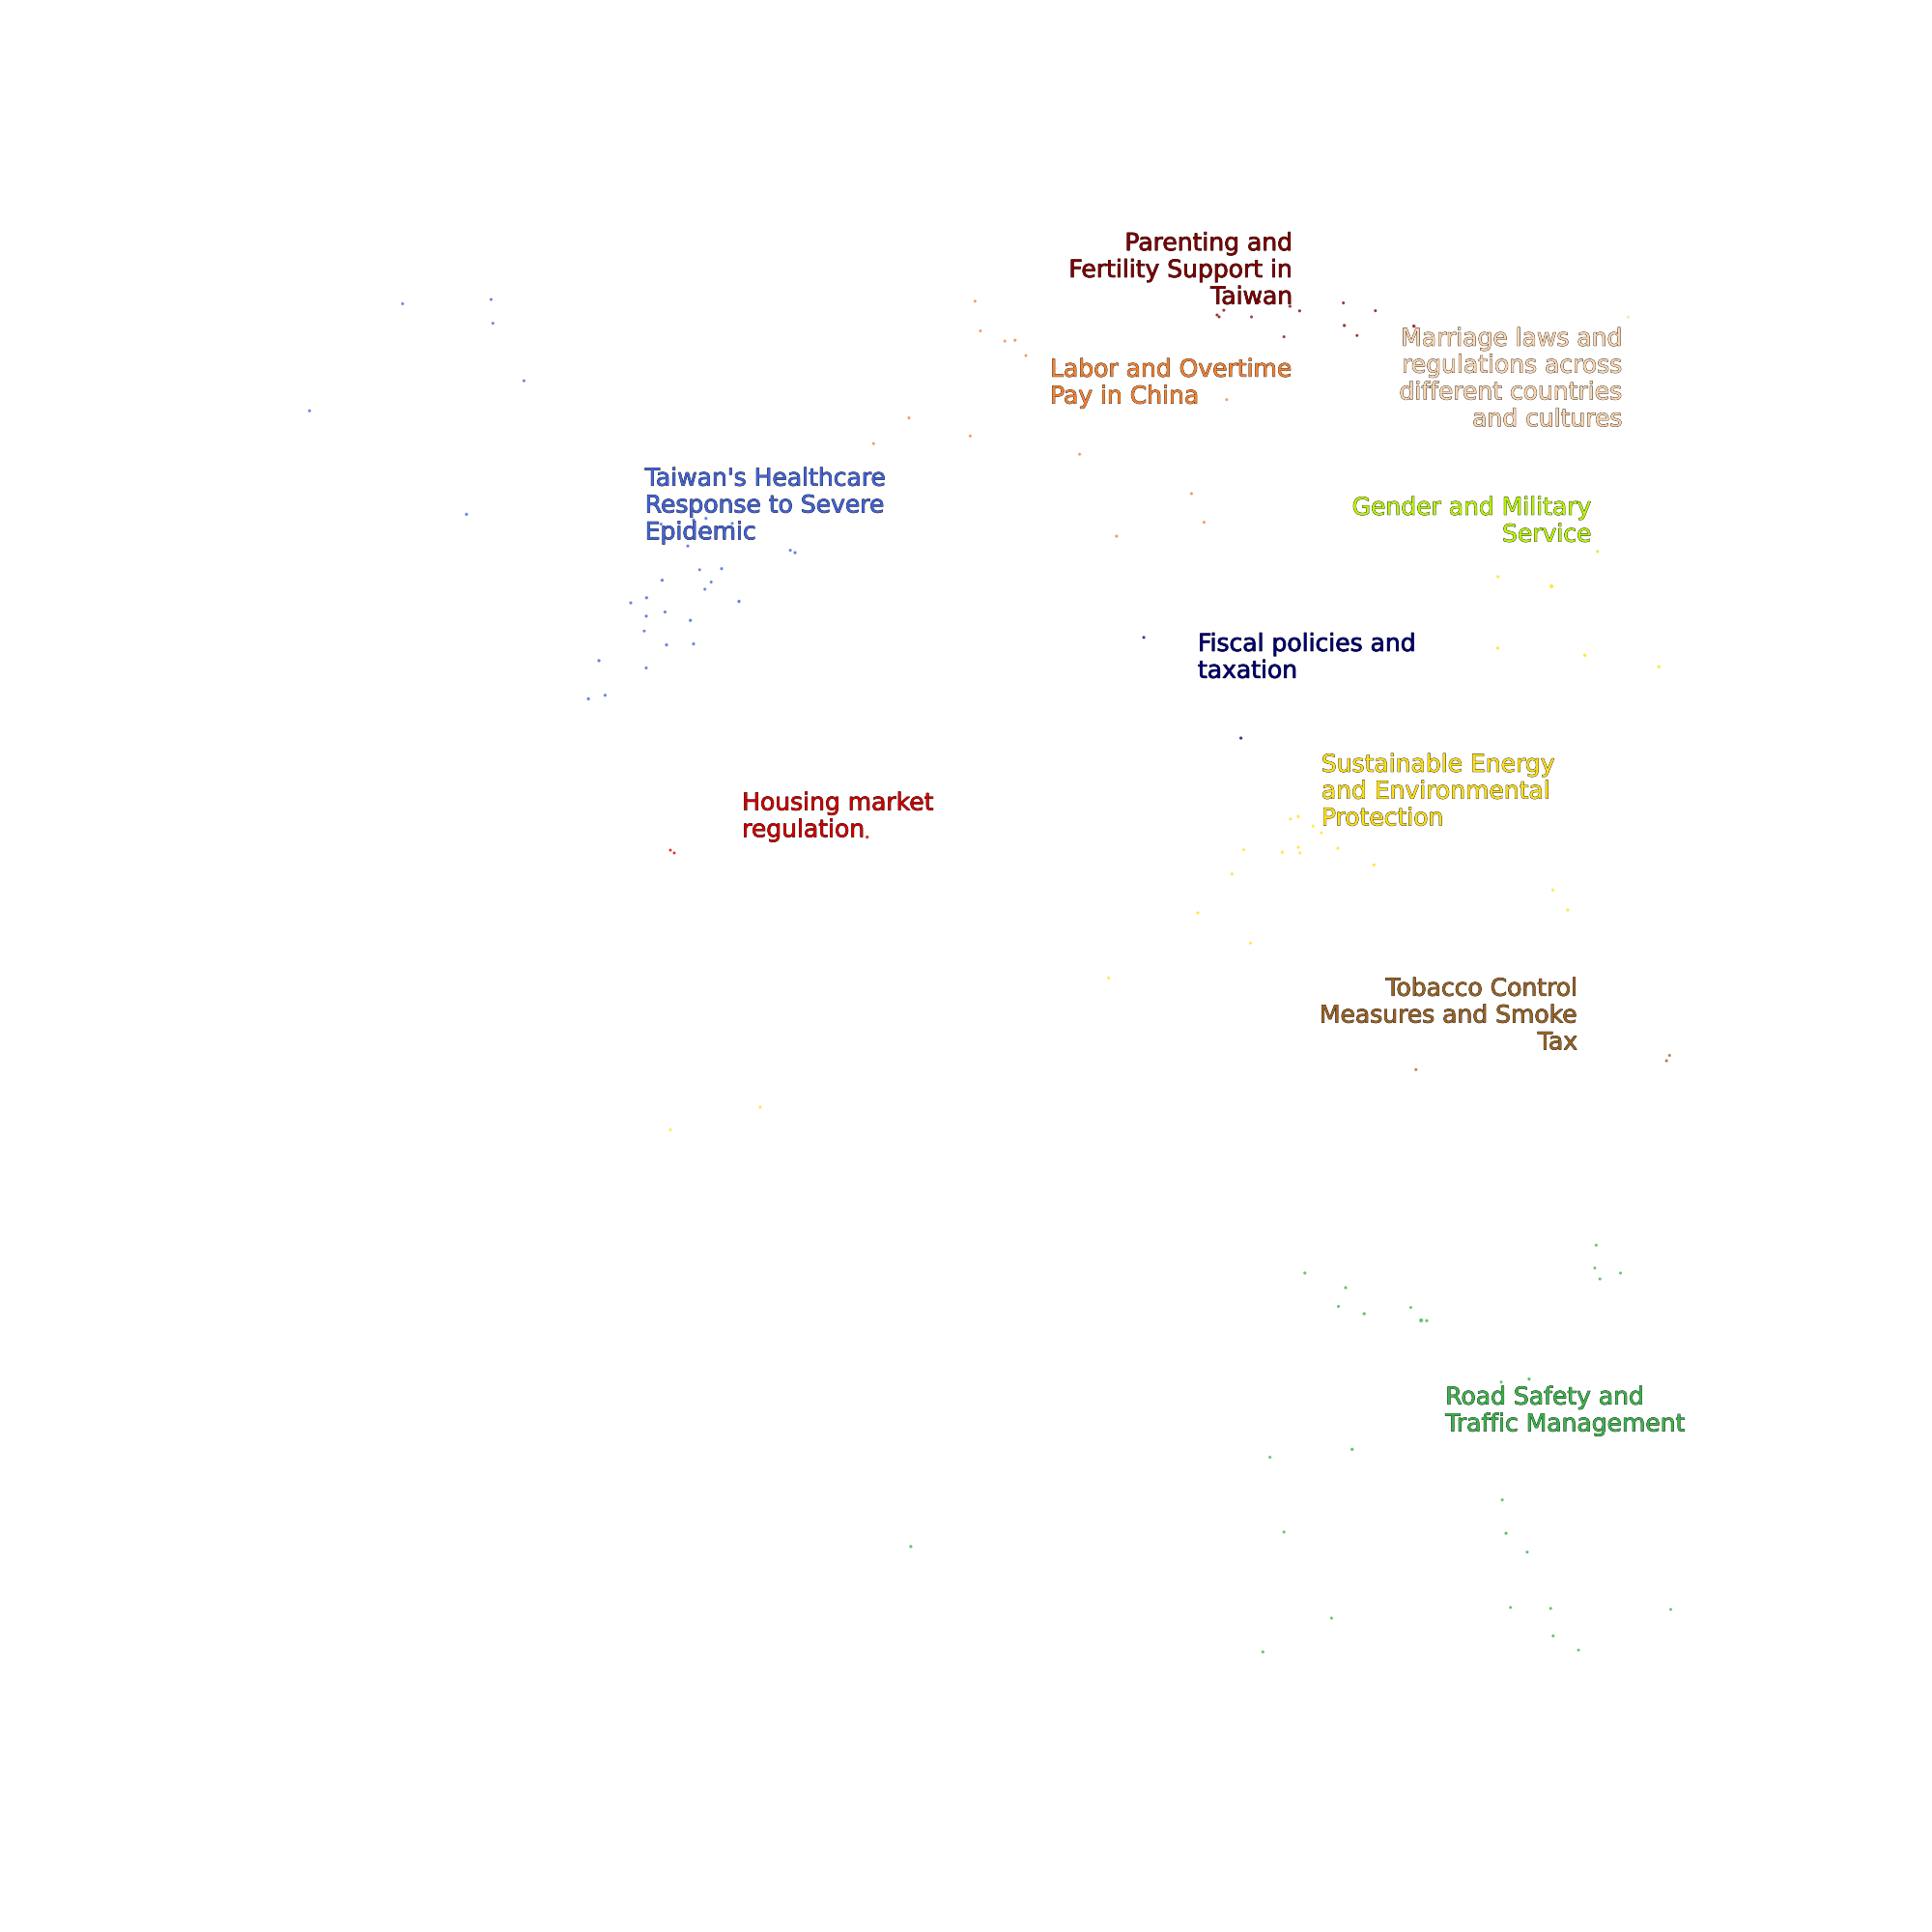 Parenting and
Fertility Support in
Taiwan
Marriage laws and
regulations across
different countries
and cultures
Labor and Overtime
Pay in China
Taiwan's Healthcare
Response to Severe
Epidemic
Gender and Military
Service
Fiscal policies and
taxation
Sustainable Energy
and Environmental
Protection
Housing market
regulation
Tobacco Control
Measures and Smoke
Tax
Road Safety and
Traffic Management